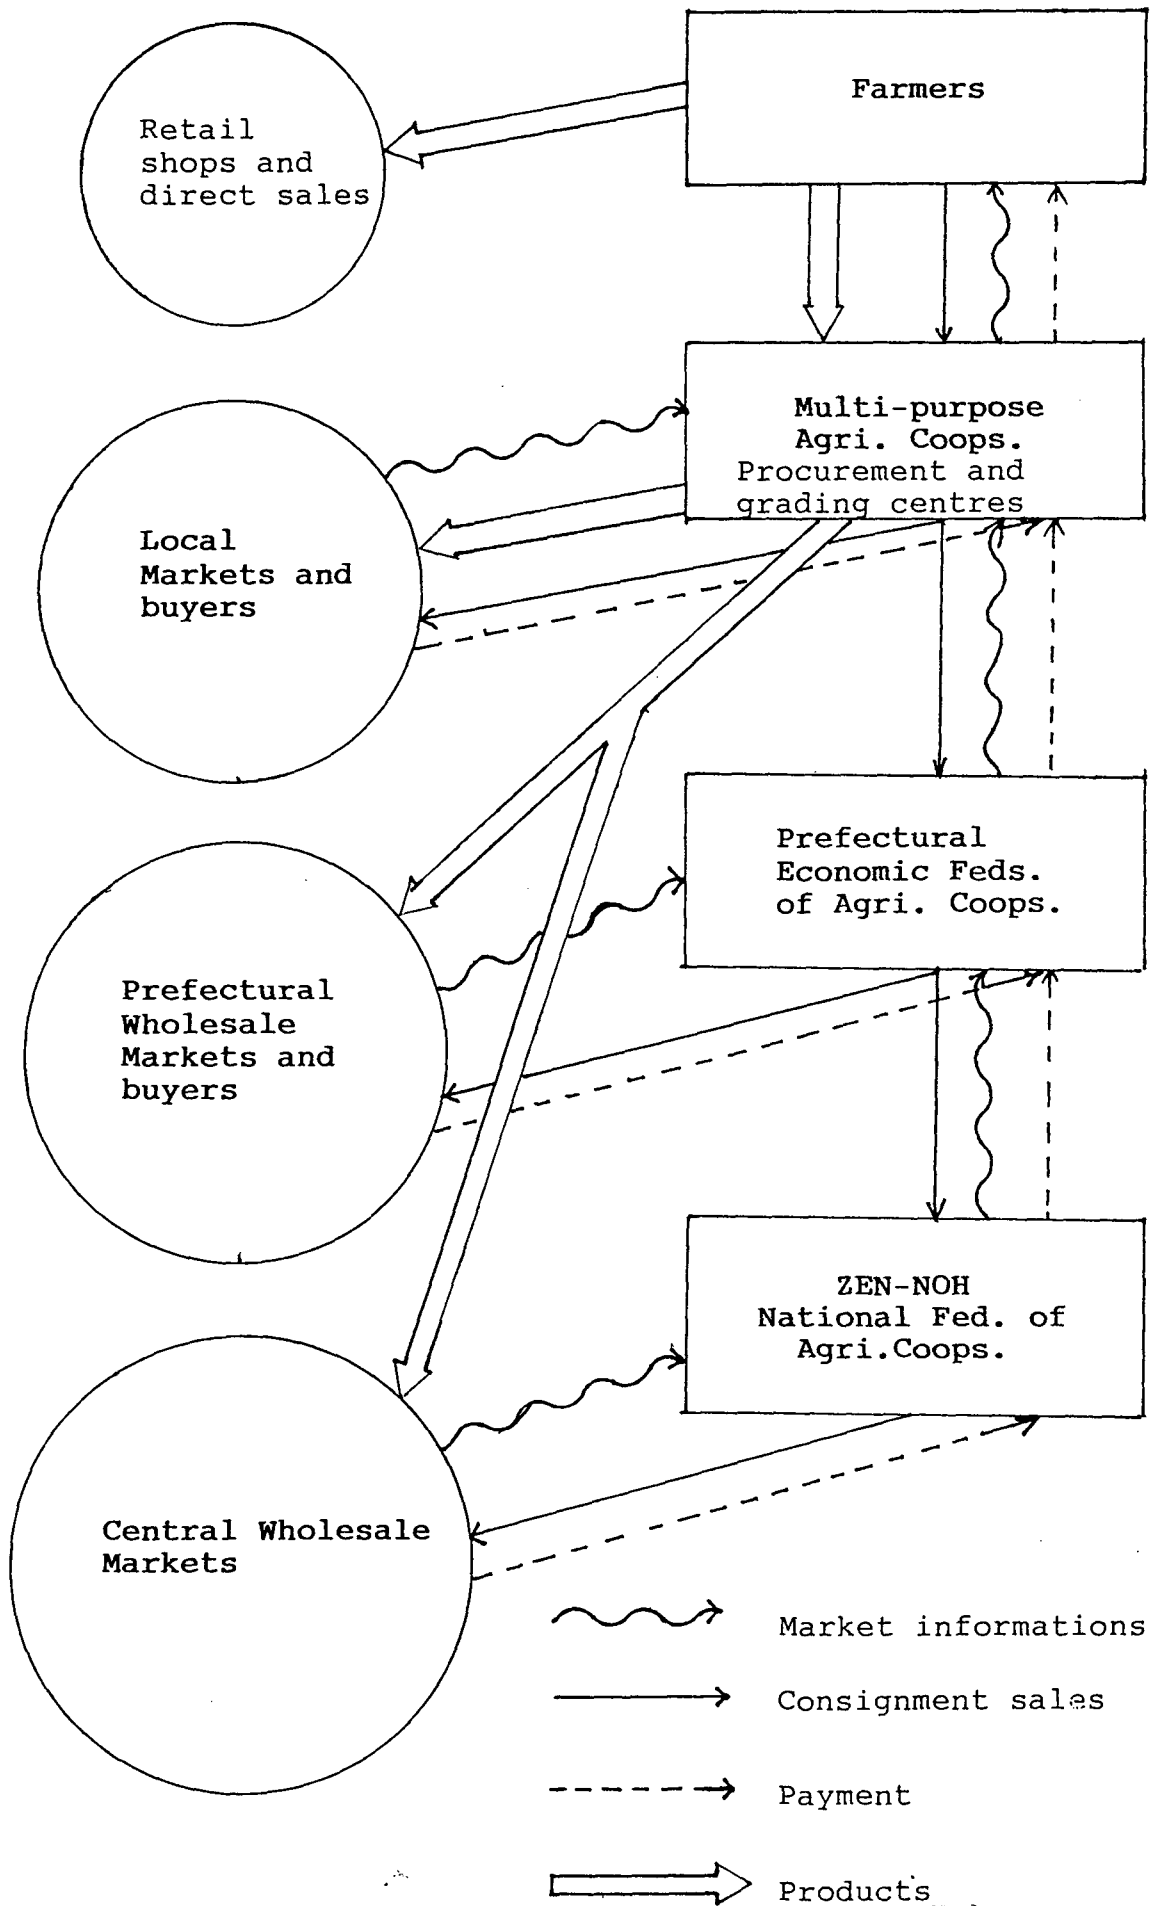 Farmers
Retail
shops and
direct sales
Multi-purpose
Agri. Coops.
Procurement and
grading centres
Local
Markets and
buyers
Prefectural
Economic Feds.
of Agri. Coops.
Prefectural
Wholesale
Markets and
buyers
ZEN-NOH
National Fed. of
Agri.Coops.
Central Wholesale
Markets
Market informations
Consignment sales
Payment
Products